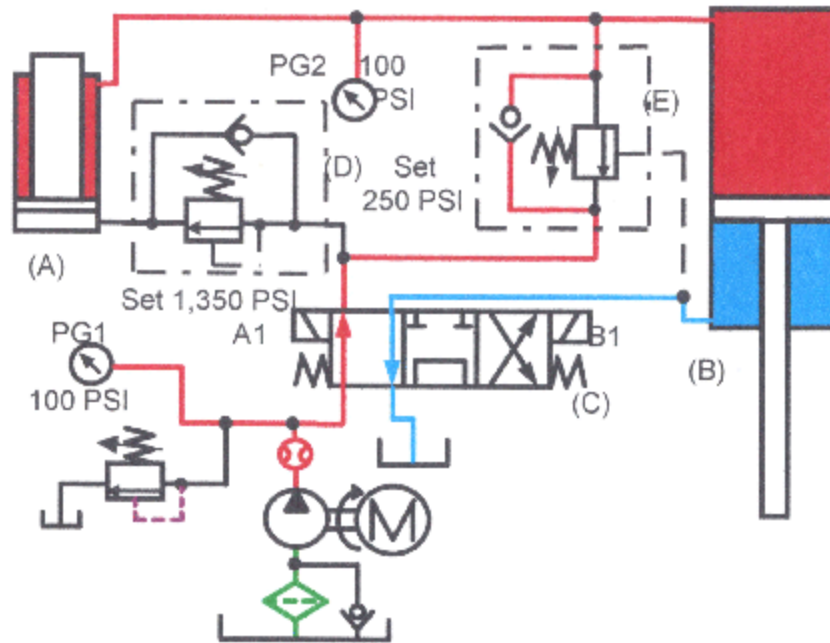 PG2
100
PSI
(E)
(D)
Set
250 PSI
(A)
Set 1,350 PSI
A1
B1
PG1
100 PSI
(B)
(C)
M